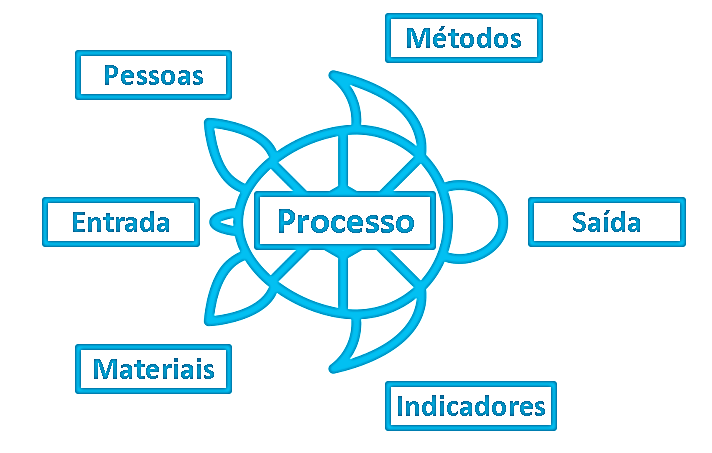 Métodos
Pessoas
Entrada
Processo
Saída
Materiais
Indicadores